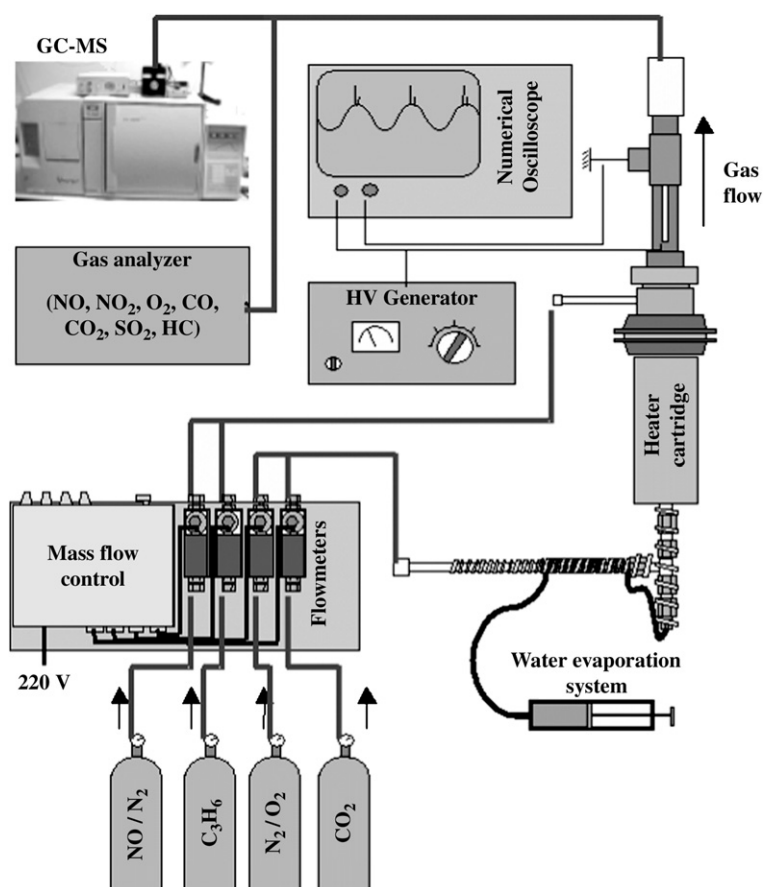 GC-MS
Numerical
Oscilloscope
Gas
flow
Gas analyzer
(NO, NO₂, O₂, CO,
CO₂, SO₂, HC)
HV Generator
Heater
cartridge
Mass flow
control
Flowmeters
220 V
Water evaporation
system
NO / N₂
C₃H₆
N₂ / O₂
CO₂